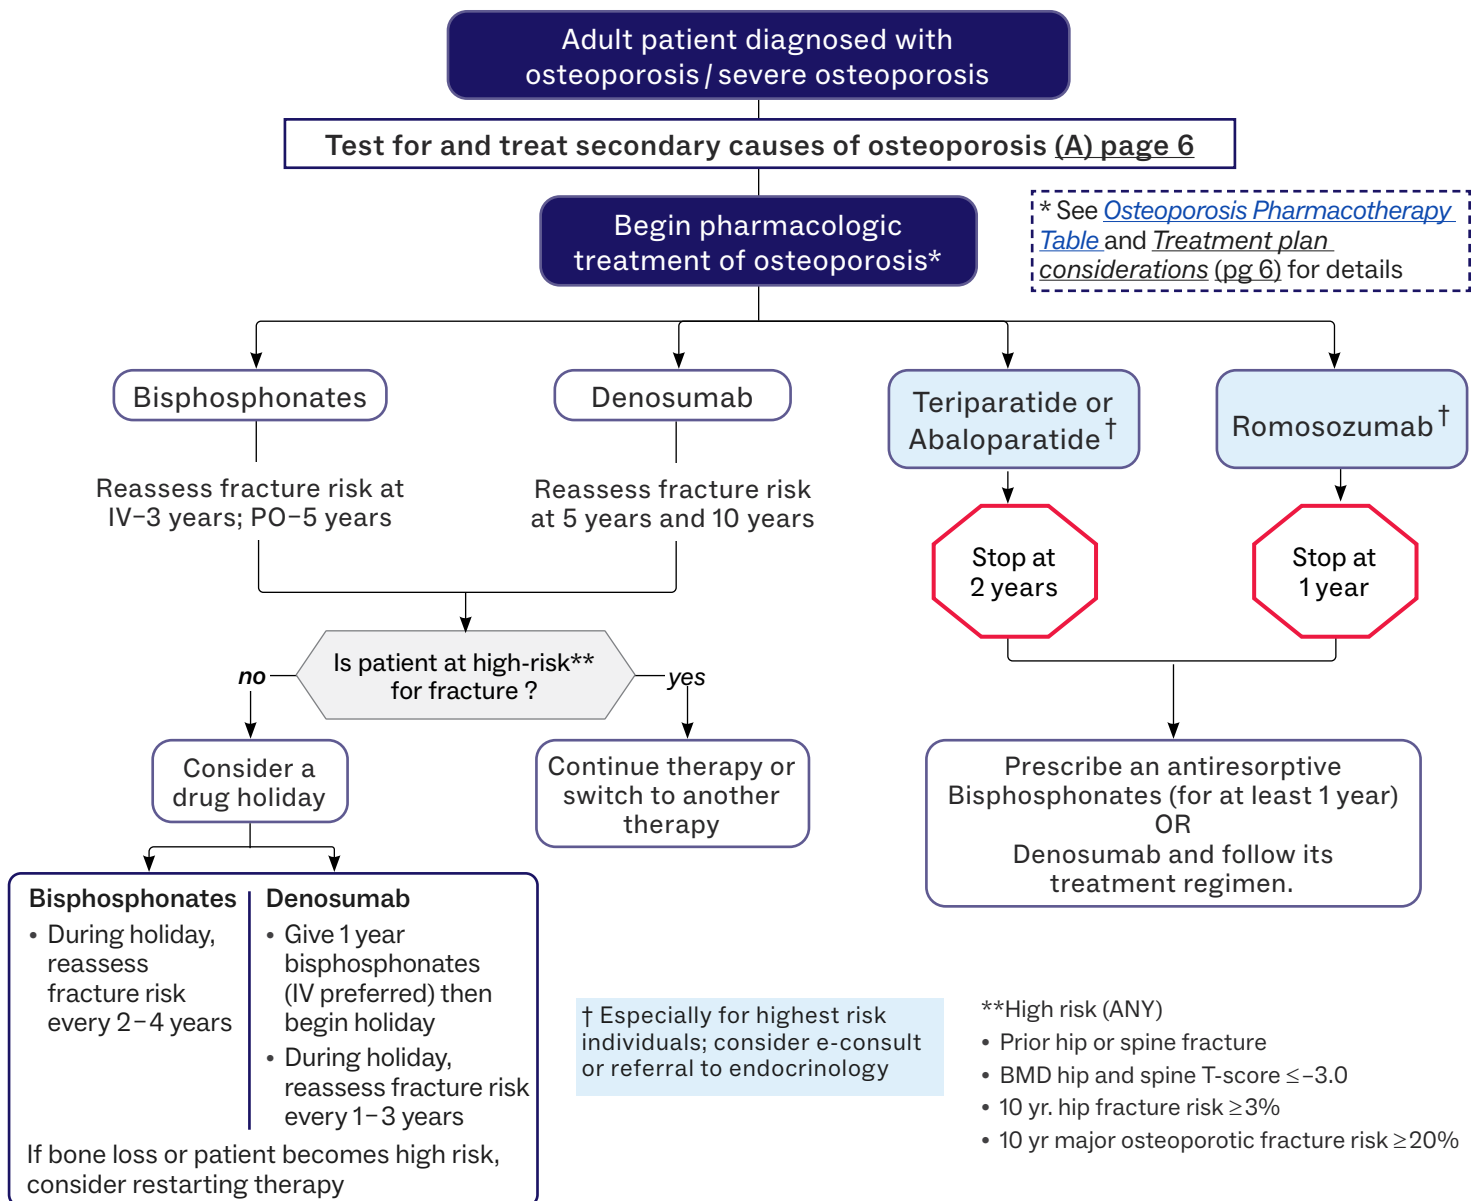 Adult patient diagnosed with
osteoporosis / severe osteoporosis
Test for and treat secondary causes of osteoporosis (A) page 6
Begin pharmacologic
treatment of osteoporosis*
* See Osteoporosis Pharmacotherapy
Table and Treatment plan
considerations (pg 6) for details
Bisphosphonates
Denosumab
Teriparatide or
Abaloparatide †
Romosozumab †
Reassess fracture risk at
IV–3 years; PO–5 years
Reassess fracture risk
at 5 years and 10 years
Stop at
2 years
Stop at
1 year
Is patient at high-risk**
for fracture ?
no
yes
Consider a
drug holiday
Continue therapy or
switch to another
therapy
Prescribe an antiresorptive
Bisphosphonates (for at least 1 year)
OR
Denosumab and follow its
treatment regimen.
Bisphosphonates
• During holiday,
reassess
fracture risk
every 2–4 years
Denosumab
• Give 1 year
bisphosphonates
(IV preferred) then
begin holiday
• During holiday,
reassess fracture risk
every 1–3 years
If bone loss or patient becomes high risk,
consider restarting therapy
† Especially for highest risk
individuals; consider e-consult
or referral to endocrinology
**High risk (ANY)
• Prior hip or spine fracture
• BMD hip and spine T-score ≤–3.0
• 10 yr. hip fracture risk ≥3%
• 10 yr major osteoporotic fracture risk ≥20%